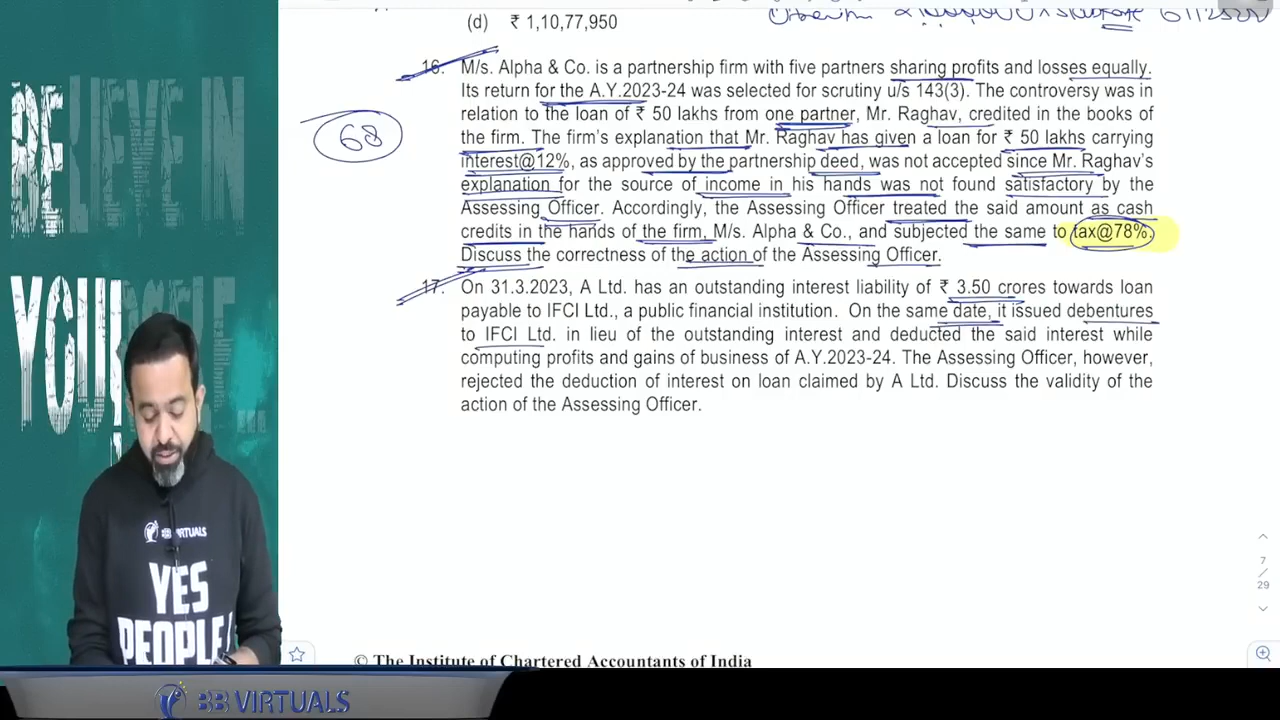 (d) ₹ 1,10,77,950
16. M/s. Alpha & Co. is a partnership firm with five partners sharing profits and losses equally.
Its return for the A.Y.2023-24 was selected for scrutiny u/s 143(3). The controversy was in
relation to the loan of ₹ 50 lakhs from one partner, Mr. Raghav, credited in the books of
the firm. The firm's explanation that Mr. Raghav has given a loan for ₹ 50 lakhs carrying
interest@12%, as approved by the partnership deed, was not accepted since Mr. Raghav's
explanation for the source of income in his hands was not found satisfactory by the
Assessing Officer. Accordingly, the Assessing Officer treated the said amount as cash
credits in the hands of the firm, M/s. Alpha & Co., and subjected the same to tax@78%.
Discuss the correctness of the action of the Assessing Officer.
68
17. On 31.3.2023, A Ltd. has an outstanding interest liability of ₹ 3.50 crores towards loan
payable to IFCI Ltd., a public financial institution. On the same date, it issued debentures
to IFCI Ltd. in lieu of the outstanding interest and deducted the said interest while
computing profits and gains of business of A.Y.2023-24. The Assessing Officer, however,
rejected the deduction of interest on loan claimed by A Ltd. Discuss the validity of the
action of the Assessing Officer.
7
/
29
© The Institute of Chartered Accountants of India
BELIEVE IN
YOURSELF...
BB VIRTUALS
YES
PEOPLE!
BB VIRTUALS